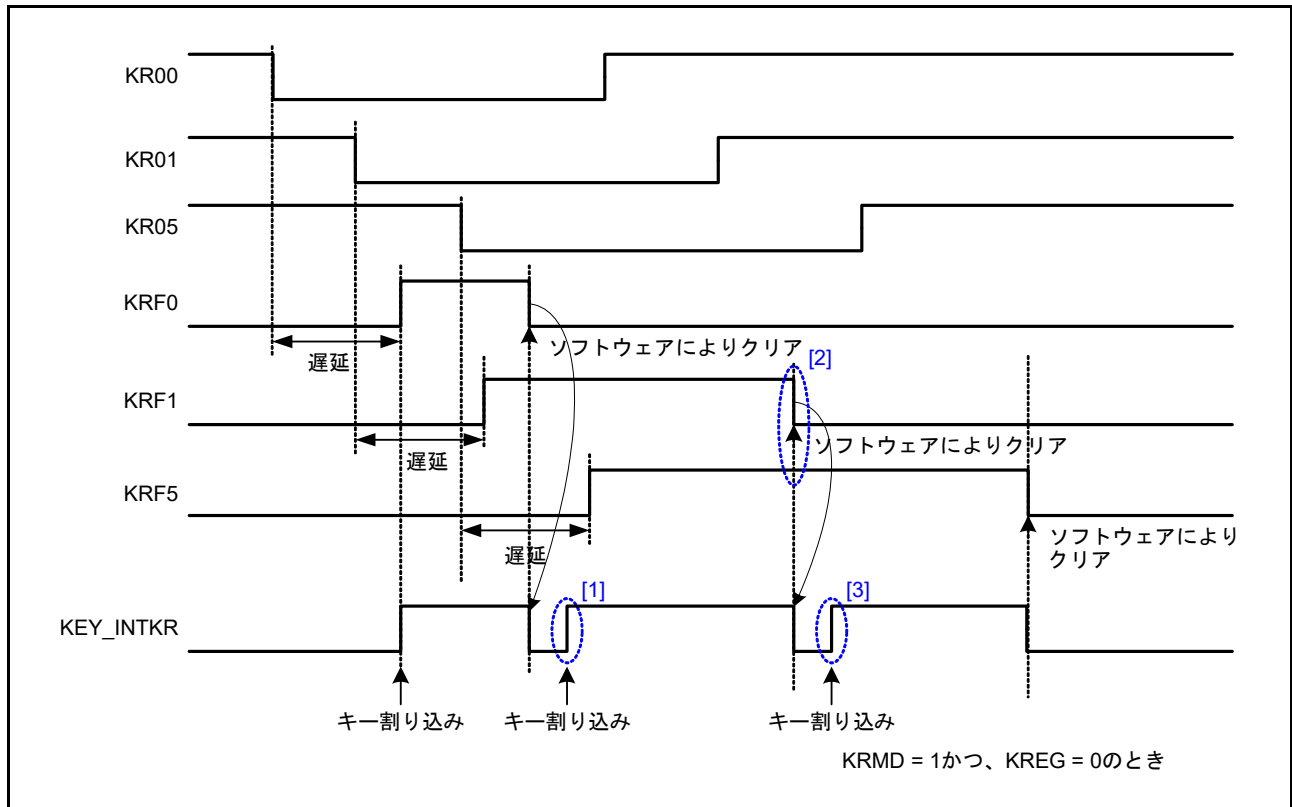 KR00
KR01
KR05
KRF0
遅延
ソフトウェアによりクリア
[2]
KRF1
遅延
ソフトウェアによりクリア
KRF5
遅延
ソフトウェアにより
クリア
[1]
[3]
KEY_INTKR
キー割り込み
キー割り込み
キー割り込み
KRMD = 1かつ、KREG = 0のとき